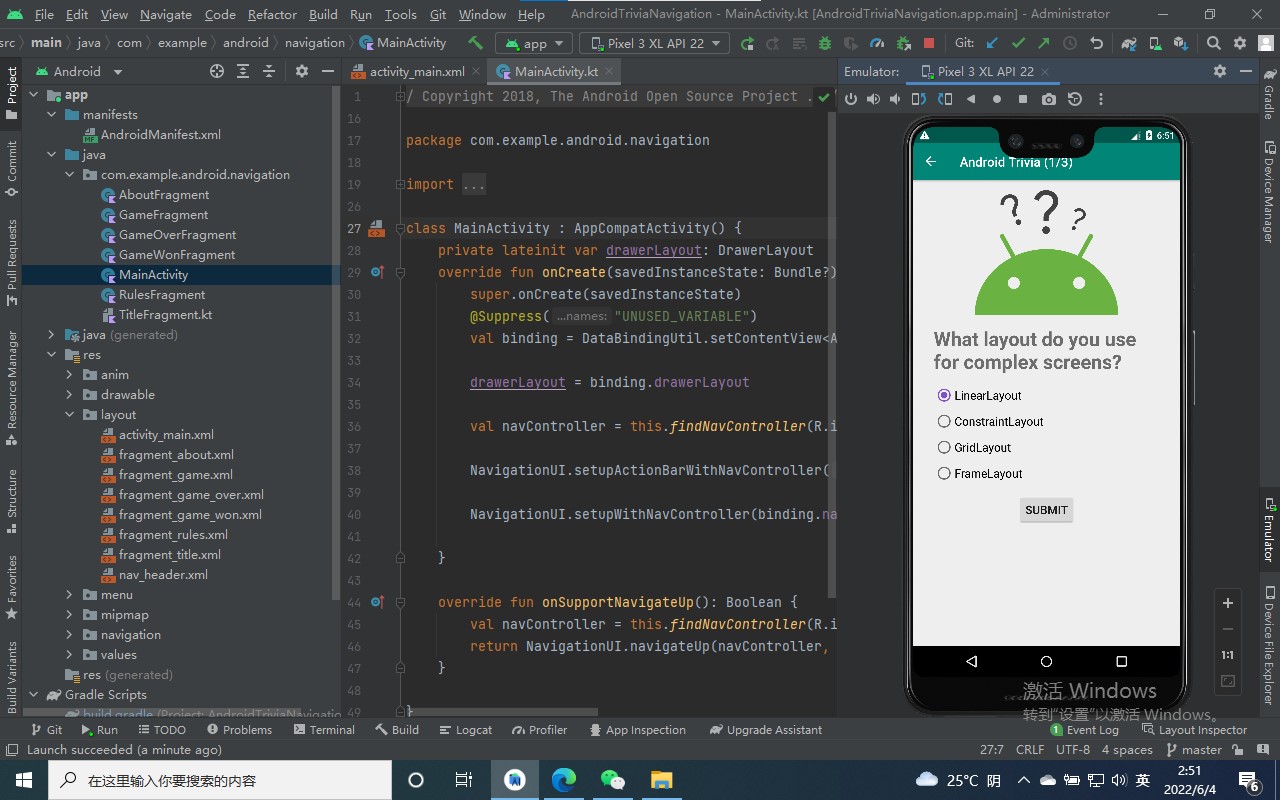 File Edit View Navigate Code Refactor Build Run Tools Git Window Help AndroidTriviaNavigation - MainActivity.kt [AndroidTriviaNavigation.app.main] - Administrator
src main java com example android navigation MainActivity app Pixel 3 XL API 22 Git:
Android
activity_main.xml MainActivity.kt
Emulator: Pixel 3 XL API 22
Project
Commit
Pull Requests
Resource Manager
Structure
Favorites
Build Variants
app
manifests
AndroidManifest.xml
java
com.example.android.navigation
AboutFragment
GameFragment
GameOverFragment
GameWonFragment
MainActivity
RulesFragment
TitleFragment.kt
java (generated)
res
anim
drawable
layout
activity_main.xml
fragment_about.xml
fragment_game.xml
fragment_game_over.xml
fragment_game_won.xml
fragment_rules.xml
fragment_title.xml
nav_header.xml
menu
mipmap
navigation
values
res (generated)
Gradle Scripts
build.gradle (Project: AndroidTriviaNavigatio
1 / Copyright 2018, The Android Open Source Project .
16
17 package com.example.android.navigation
18
19 import ...
26
27 class MainActivity : AppCompatActivity() {
28 private lateinit var drawerLayout: DrawerLayout
29 override fun onCreate(savedInstanceState: Bundle?)
30 super.onCreate(savedInstanceState)
31 @Suppress( ...names: "UNUSED_VARIABLE")
32 val binding = DataBindingUtil.setContentView<A
33
34 drawerLayout = binding.drawerLayout
35
36 val navController = this.findNavController(R.i
37
38 NavigationUI.setupActionBarWithNavController(
39
40 NavigationUI.setupWithNavController(binding.na
41
42 }
43
44 override fun onSupportNavigateUp(): Boolean {
45 val navController = this.findNavController(R.i
46 return NavigationUI.navigateUp(navController,
47 }
48
49 }
6:51
Android Trivia (1/3)
What layout do you use
for complex screens?
LinearLayout
ConstraintLayout
GridLayout
FrameLayout
SUBMIT
1:1
激活 Windows
转到"设置"以激活 Windows。
Gradle
Device Manager
Emulator
Device File Explorer
Git Run TODO Problems Terminal Build Logcat Profiler App Inspection Upgrade Assistant 1 Event Log Layout Inspector
Launch succeeded (a minute ago) 27:7 CRLF UTF-8 4 spaces master
在这里输入你要搜索的内容
25°C 阴
英
2:51
2022/6/4
6